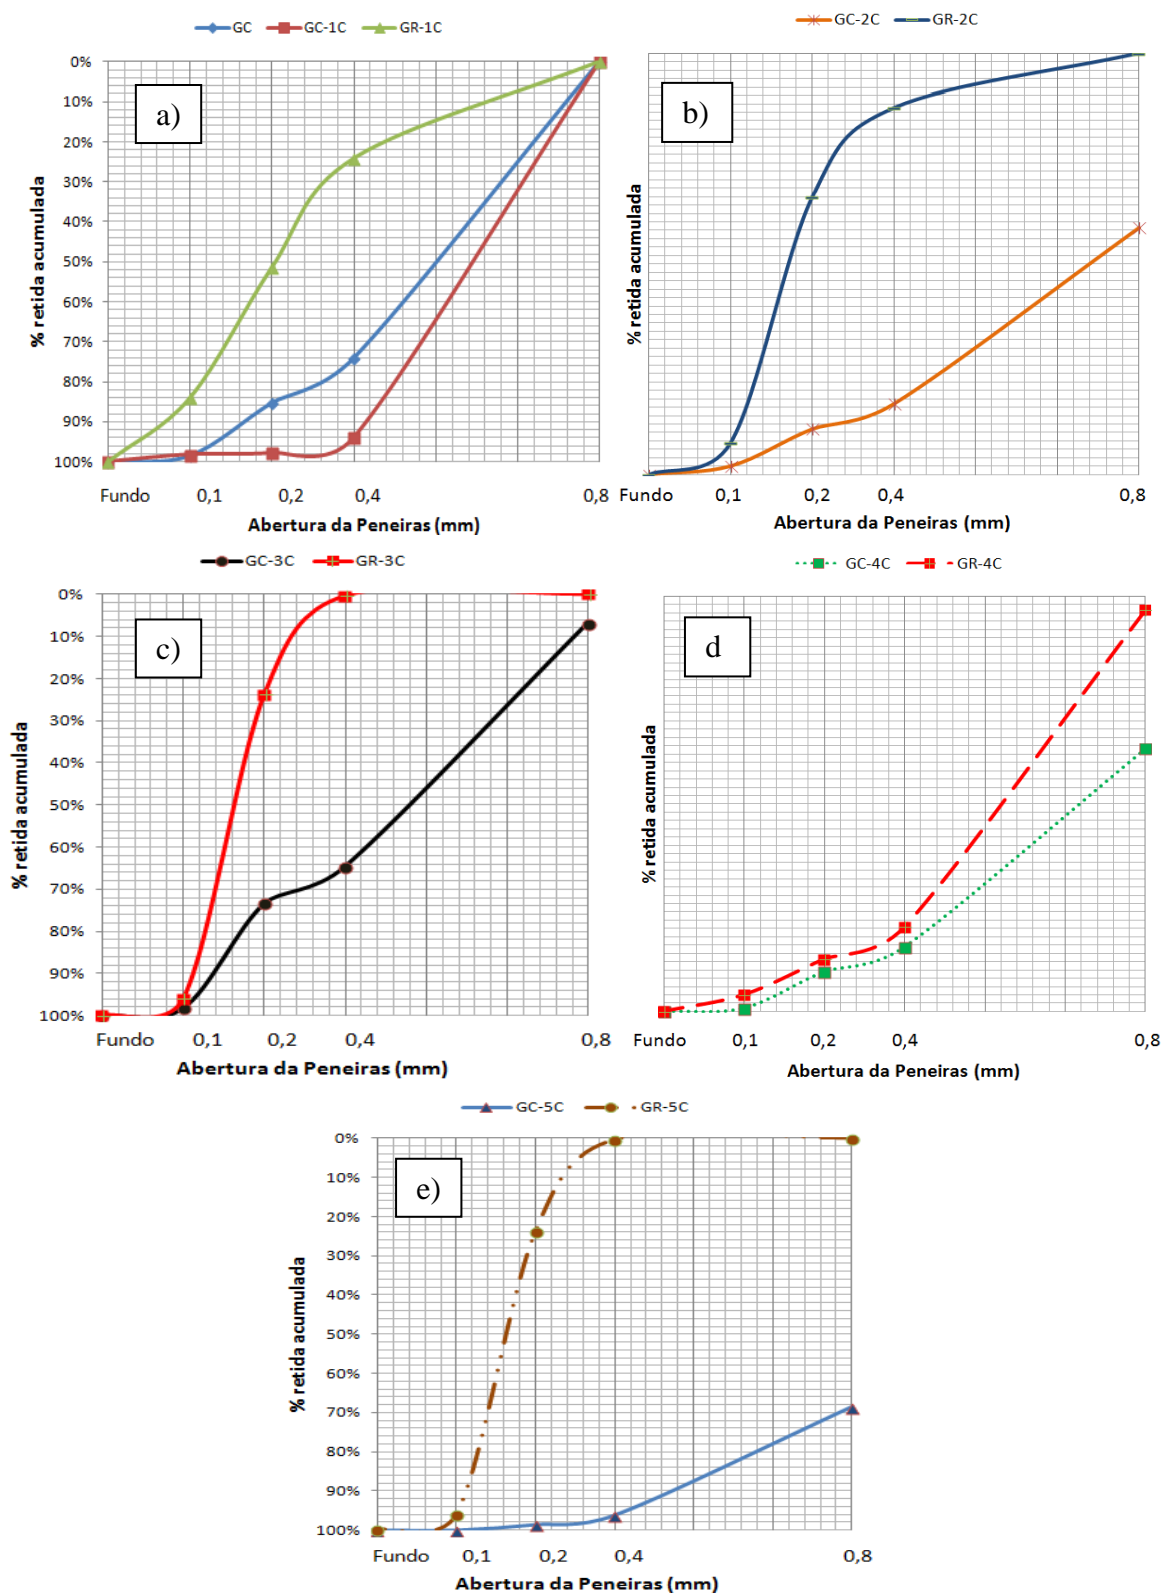 GC GC-1C GR-1C
0%
10%
20%
30%
40%
50%
60%
70%
80%
90%
100%
% retida acumulada
a)
Fundo 0,1 0,2 0,4 0,8
Abertura da Peneiras (mm)
GC-2C GR-2C
% retida acumulada
b)
Fundo 0,1 0,2 0,4 0,8
Abertura da Peneiras (mm)
GC-3C GR-3C
0%
10%
20%
30%
40%
50%
60%
70%
80%
90%
100%
% retida acumulada
c)
Fundo 0,1 0,2 0,4 0,8
Abertura da Peneiras (mm)
GC-4C GR-4C
% retida acumulada
d
Fundo 0,1 0,2 0,4 0,8
Abertura da Peneiras (mm)
GC-5C GR-5C
0%
10%
20%
30%
40%
50%
60%
70%
80%
90%
100%
% retida acumulada
e)
Fundo 0,1 0,2 0,4 0,8
Abertura da Peneiras (mm)